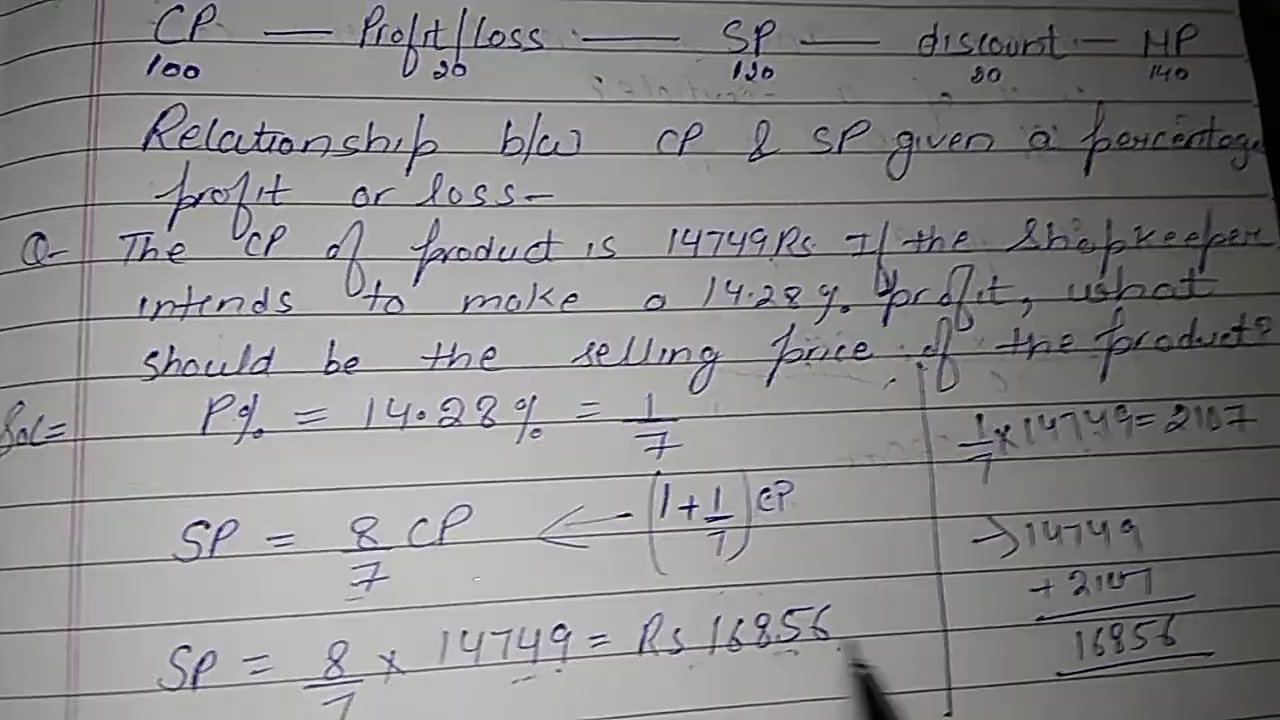 CP — Profit/loss — SP — discount — MP
100 20 120 20 140
Relationship b/w CP & SP given a percentage
profit or loss-
Q- The CP of product is 14749Rs If the Shopkeeper
intends to make a 14.28% profit, what
should be the selling price of the product?
Sol= P% = 14.28% = 1/7
1/7 × 14749 = 2107
SP = 8/7 CP ← (1 + 1/7) CP
→ 14749
+ 2107
16856
SP = 8/7 × 14749 = Rs 16856